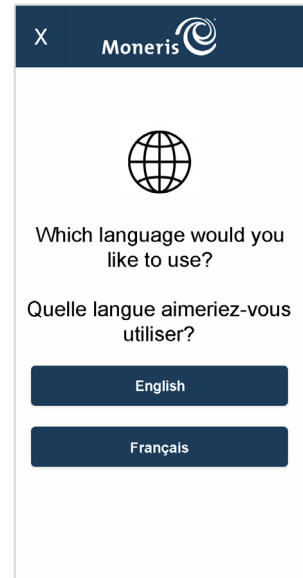 X
Moneris
Which language would you
like to use?
Quelle langue aimeriez-vous
utiliser?
English
Français